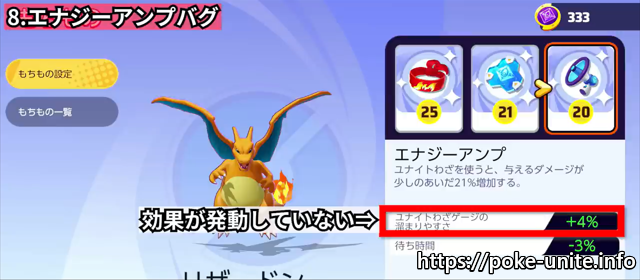 8.エナジーアンプバグ
333
もちもの設定
もちもの一覧
25
21
20
エナジーアンプ
ユナイトわざを使うと、与えるダメージが
少しのあいだ21%増加する。
効果が発動していない⇒
ユナイトわざゲージの
溜まりやすさ
+4%
待ち時間
-3%
リザードン
https://poke-unite.info